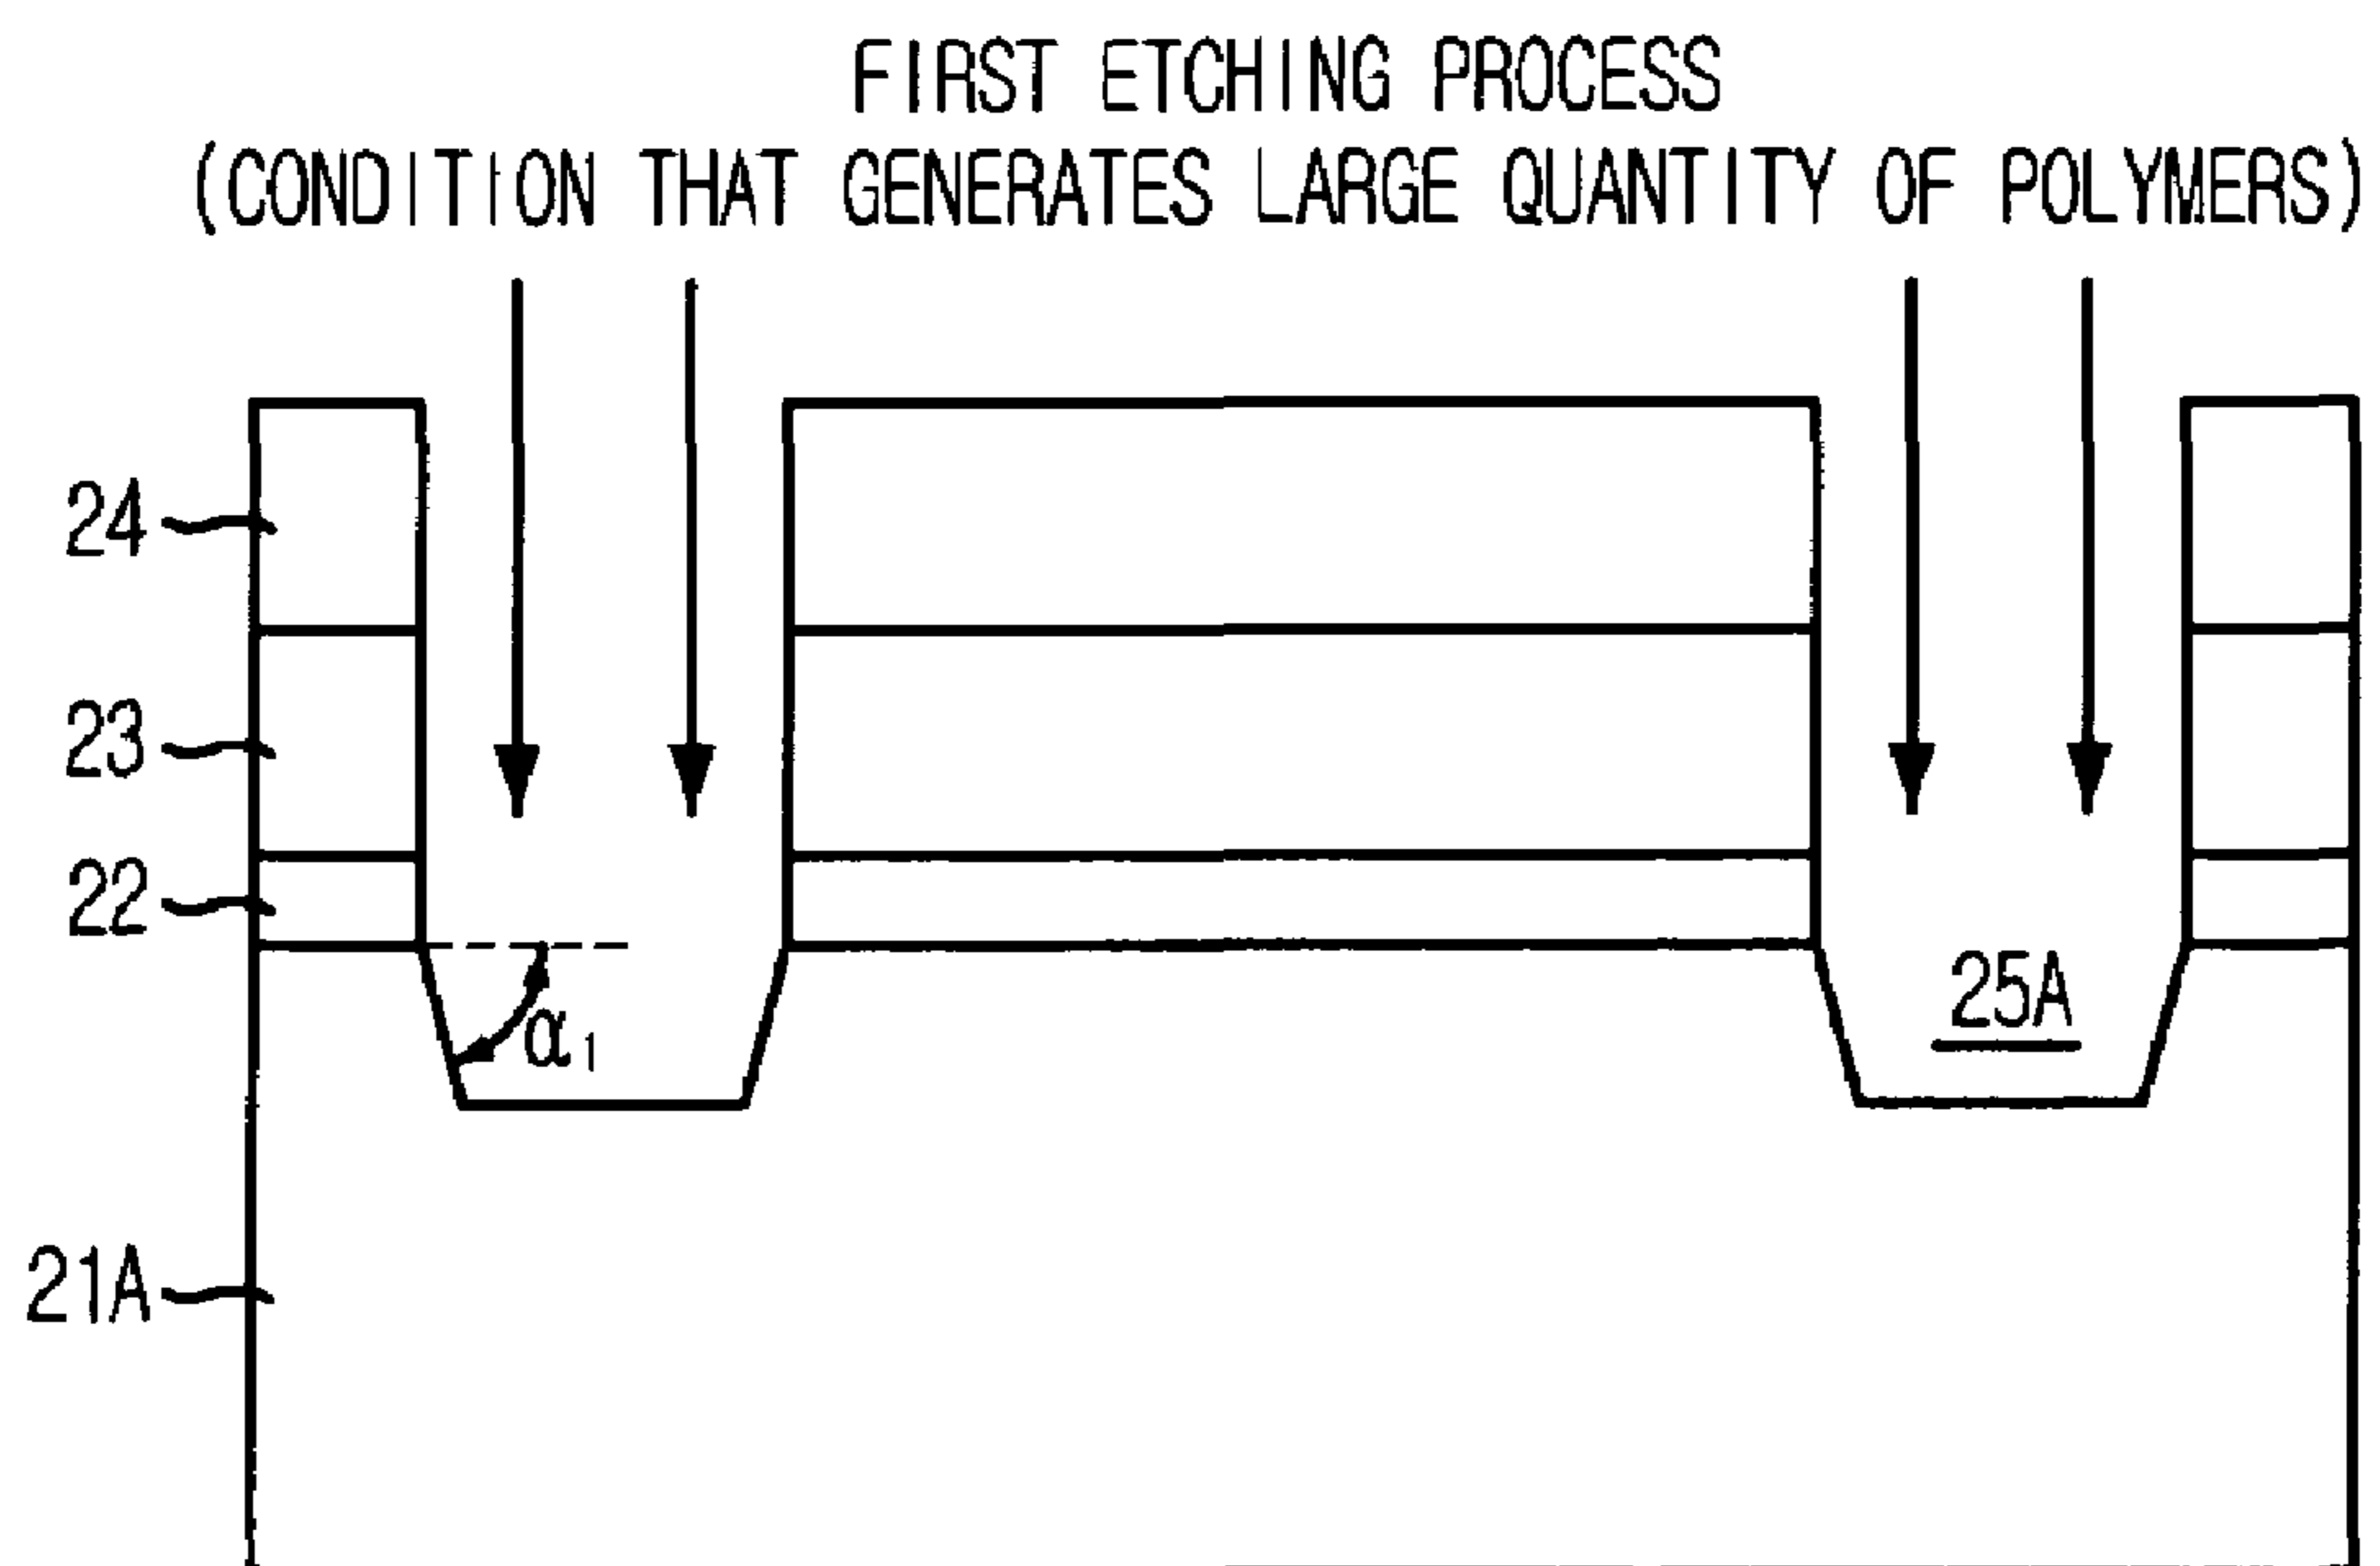 FIRST ETCHING PROCESS
(CONDITION THAT GENERATES LARGE QUANTITY OF POLYMERS)
24
23
22
25A
α1
21A